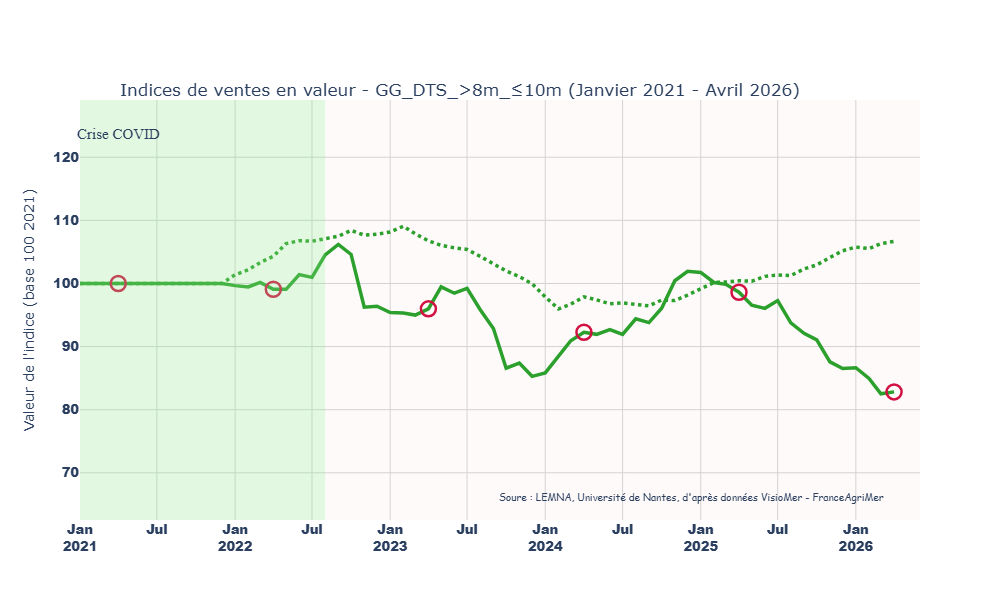 Indices de ventes en valeur - GG_DTS_>8m_≤10m (Janvier 2021 - Avril 2026)
Crise COVID
Valeur de l'indice (base 100 2021)
120
110
100
90
80
70
Soure : LEMNA, Université de Nantes, d'après données VisioMer - FranceAgriMer
Jan Jul Jan Jul Jan Jul Jan Jul Jan Jul Jan
2021 2022 2023 2024 2025 2026